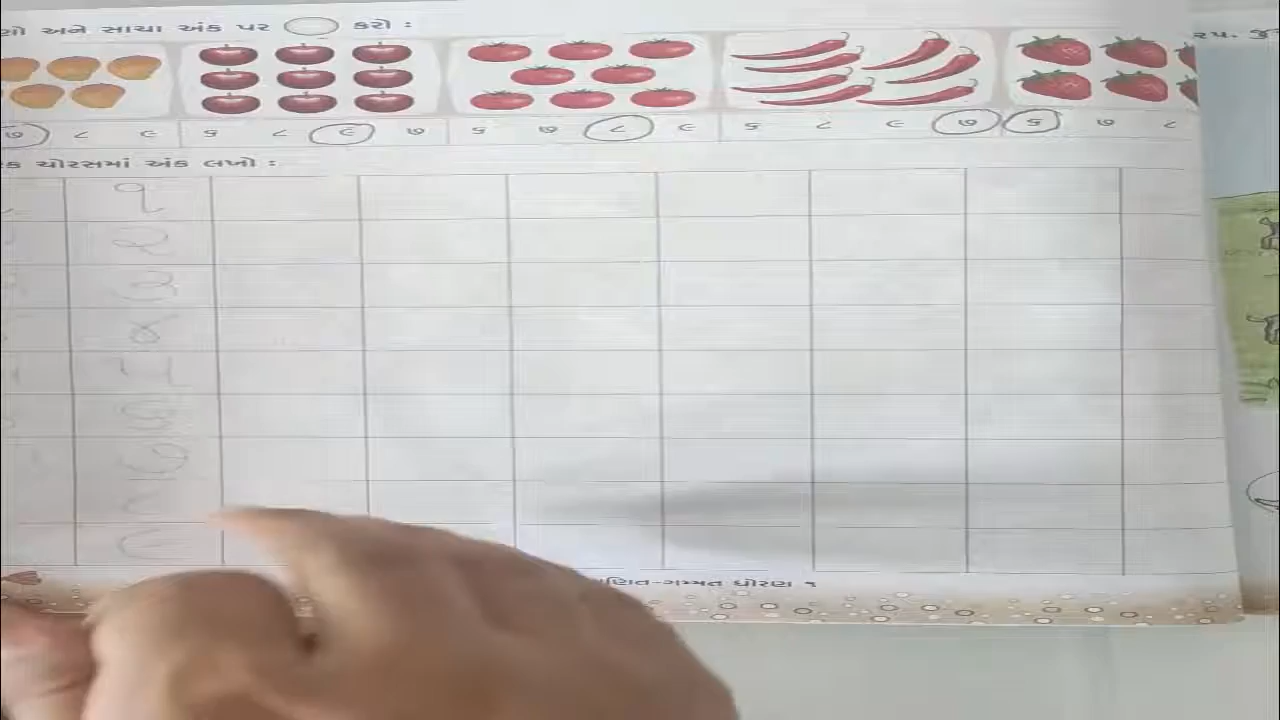 અને સાચા અંક પર કરો :
૭ ૮ ૯ ૬ ૮ ૯ ૭ ૬ ૭ ૮ ૯ ૬ ૮ ૯ ૭ ૬ ૭ ૮
ચોરસમાં અંક લખો :
૧
૨
૩
૪
૫
૬
૭
૮
૯
ગણિત-ગમ્મત ધોરણ ૧